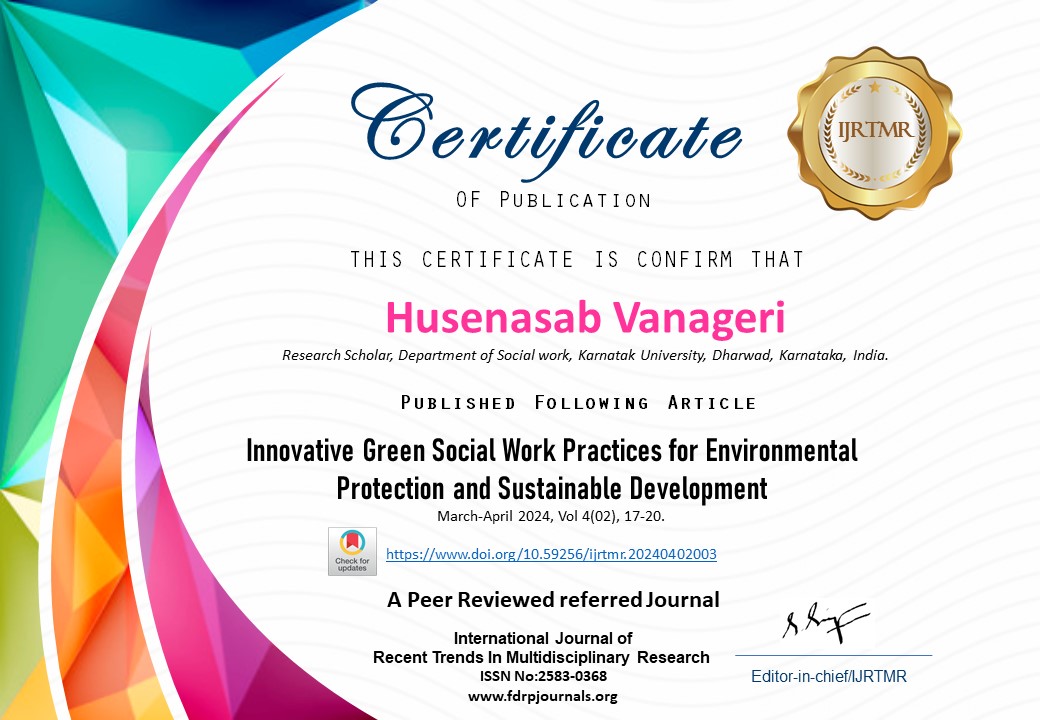 Certificate
IJRTMR
OF PUBLICATION
THIS CERTIFICATE IS CONFIRM THAT
Husenasab Vanageri
Research Scholar, Department of Social work, Karnatak University, Dharwad, Karnataka, India.
PUBLISHED FOLLOWING ARTICLE
Innovative Green Social Work Practices for Environmental
Protection and Sustainable Development
March-April 2024, Vol 4(02), 17-20.
Check for
updates
https://www.doi.org/10.59256/ijrtmr.20240402003
A Peer Reviewed referred Journal
International Journal of
Recent Trends In Multidisciplinary Research
ISSN No:2583-0368
www.fdrpjournals.org
Editor-in-chief/IJRTMR